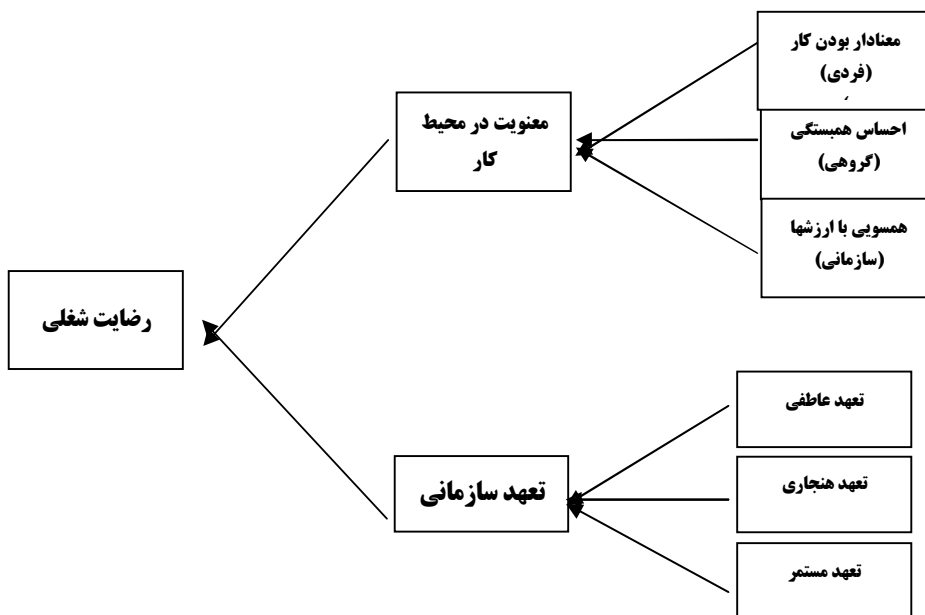 معنادار بودن کار
(فردی)
،
احساس همبستگی
(گروهی)
همسویی با ارزشها
(سازمانی)
معنویت در محیط
کار
رضایت شغلی
تعهد عاطفی
تعهد هنجاری
تعهد مستمر
تعهد سازمانی